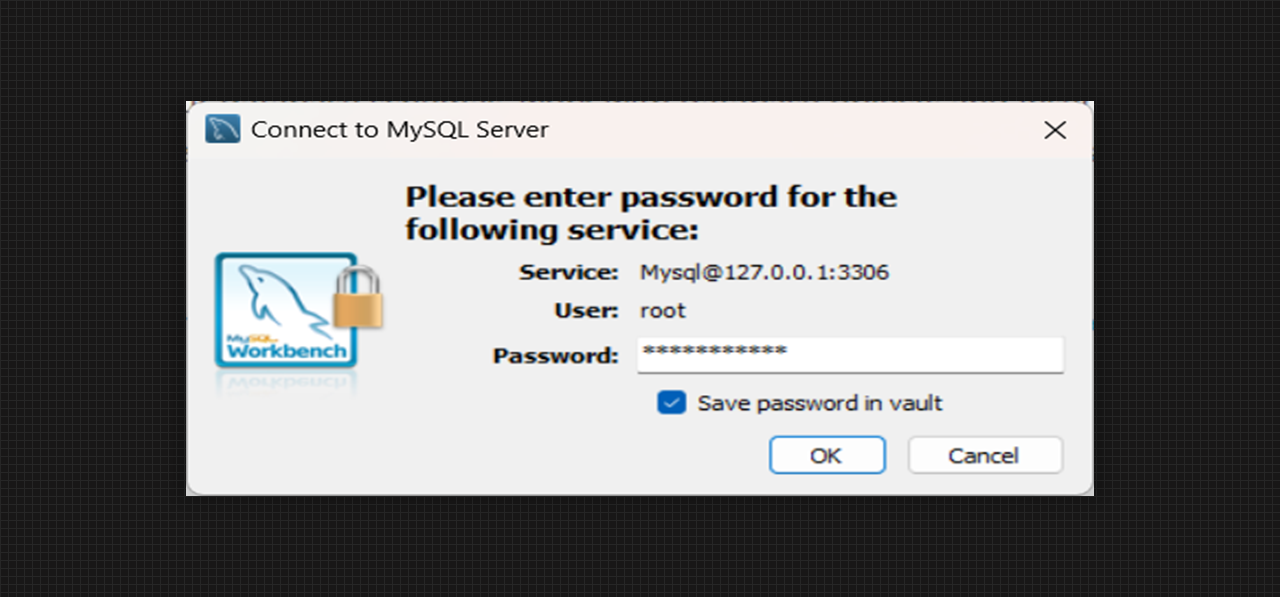 Connect to MySQL Server
Please enter password for the
following service:
Service: Mysql@127.0.0.1:3306
User: root
Password: ***********
Save password in vault
OK Cancel
MySQL
Workbench